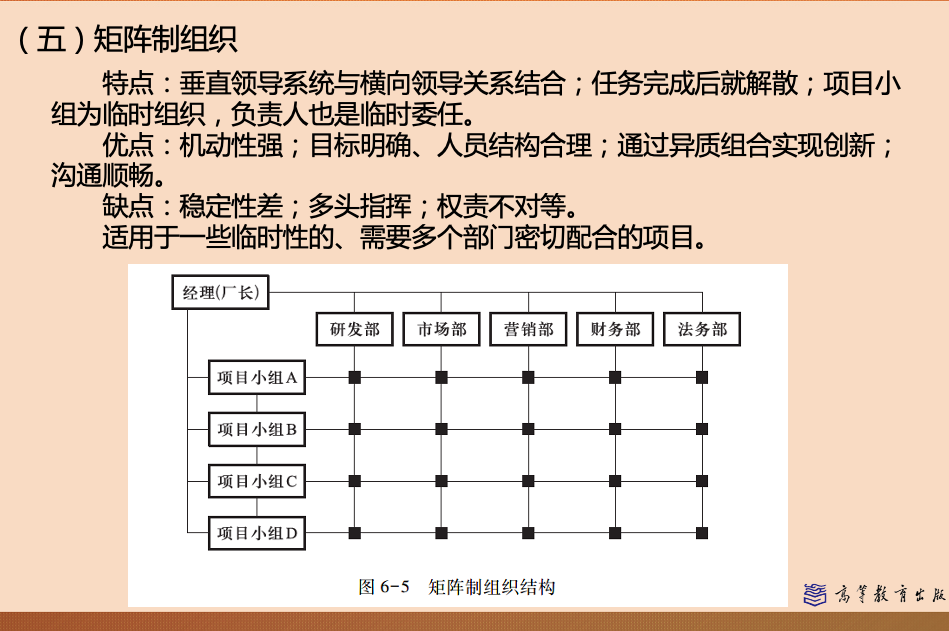 （五）矩阵制组织
特点：垂直领导系统与横向领导关系结合；任务完成后就解散；项目小
组为临时组织，负责人也是临时委任。
优点：机动性强；目标明确、人员结构合理；通过异质组合实现创新；
沟通顺畅。
缺点：稳定性差；多头指挥；权责不对等。
适用于一些临时性的、需要多个部门密切配合的项目。
经理(厂长)
研发部 市场部 营销部 财务部 法务部
项目小组A
项目小组B
项目小组C
项目小组D
图 6-5 矩阵制组织结构
高等教育出版